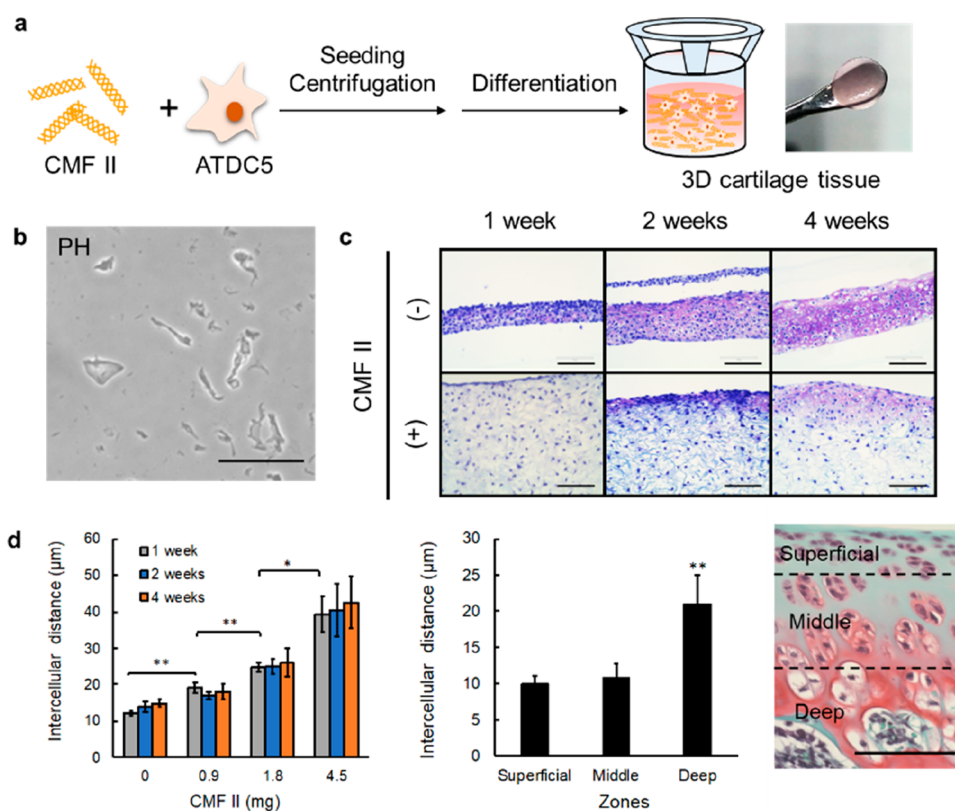 a
Seeding
Centrifugation
Differentiation
+
CMF II
ATDC5
3D cartilage tissue
b
PH
c
1 week
2 weeks
4 weeks
CMF II
(-)
(+)
d
Intercellular distance (μm)
60
50
40
30
20
10
0
1 week
2 weeks
4 weeks
**
**
*
0
0.9
1.8
4.5
CMF II (mg)
Intercellular distance (μm)
30
25
20
15
10
5
0
**
Superficial
Middle
Deep
Zones
Superficial
Middle
Deep